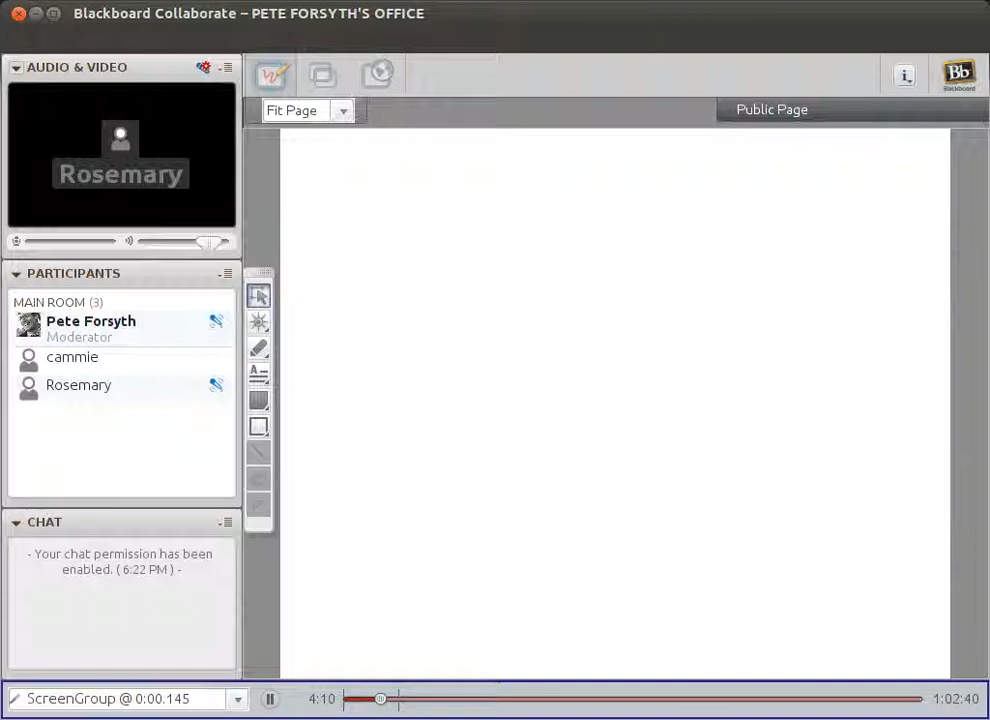 Blackboard Collaborate – PETE FORSYTH'S OFFICE
AUDIO & VIDEO
Bb
Blackboard
Fit Page
Public Page
Rosemary
PARTICIPANTS
MAIN ROOM (3)
Pete Forsyth
Moderator
cammie
Rosemary
A
CHAT
- Your chat permission has been
enabled. ( 6:22 PM ) -
ScreenGroup @ 0:00.145
4:10
1:02:40